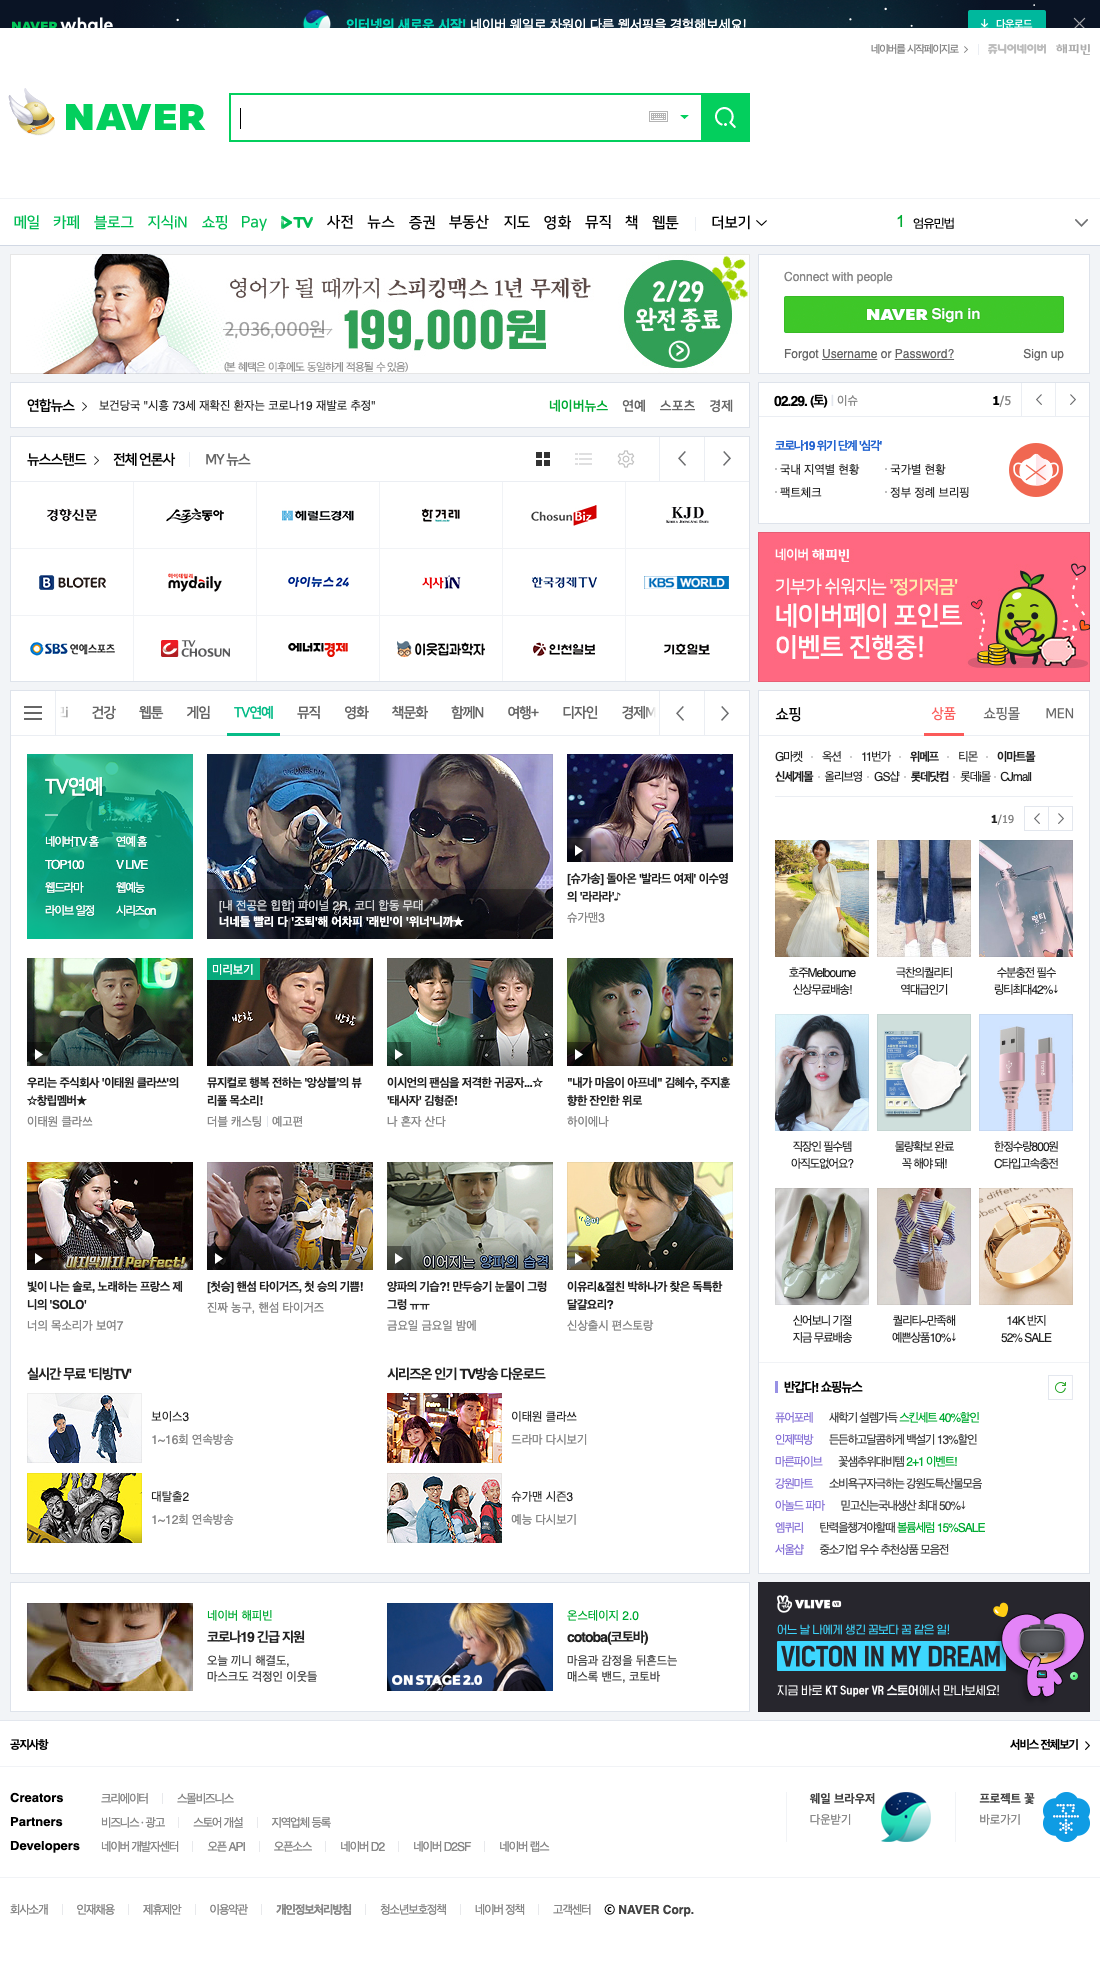 NAVER whale
인터넷의 새로운 시작! 네이버 웨일로 차원이 다른 웹서핑을 경험해보세요!
다운로드
네이버를 시작페이지로
쥬니어네이버 해피빈
NAVER
메일 카페 블로그 지식iN 쇼핑 Pay TV 사전 뉴스 증권 부동산 지도 영화 뮤직 책 웹툰 더보기
1 엄유민법
영어가 될 때까지 스피킹맥스 1년 무제한
2,036,000원
199,000원
(본 혜택은 이후에도 동일하게 적용될 수 있음)
2/29
완전 종료
Connect with people
NAVER Sign in
Forgot Username or Password? Sign up
연합뉴스 보건당국 "시흥 73세 재확진 환자는 코로나19 재발로 추정"
네이버뉴스 연예 스포츠 경제
02.29. (토) 이슈 1/5
코로나19 위기 단계 '심각'
· 국내 지역별 현황 · 국가별 현황
· 팩트체크 · 정부 정례 브리핑
뉴스스탠드 전체 언론사 MY 뉴스
경향신문 스포츠동아 헤럴드경제 한겨레 ChosunBiz KJD
BLOTER 마이데일리 mydaily 아이뉴스24 시사IN 한국경제TV KBS WORLD
SBS 연예스포츠 TV CHOSUN 에너지경제 이웃집과학자 인천일보 기호일보
네이버 해피빈
기부가 쉬워지는 '정기저금'
네이버페이 포인트
이벤트 진행중!
건강 웹툰 게임 TV연예 뮤직 영화 책문화 함께N 여행+ 디자인 경제M
TV연예
네이버TV 홈 연예 홈
TOP100 V LIVE
웹드라마 웹예능
라이브 일정 시리즈on
[내 전공은 힙합] 파이널 2R, 코디 합동 무대
너네들 빨리 다 '조퇴'해 어차피 '래빈'이 '위너'니까★
[슈가송] 돌아온 '발라드 여제' 이수영
의 '라라라'♪
슈가맨3
미리보기
반함 반함
우리는 주식회사 '이태원 클라쓰'의
☆창립멤버★
이태원 클라쓰
뮤지컬로 행복 전하는 '앙상블'의 뷰
리풀 목소리!
더블 캐스팅 예고편
이시언의 팬심을 저격한 귀공자...☆
'태사자' 김형준!
나 혼자 산다
"내가 마음이 아프네" 김혜수, 주지훈
향한 잔인한 위로
하이에나
마지막까지 Perfect!
이어지는 양파의 습격
빛이 나는 솔로, 노래하는 프랑스 제
니의 'SOLO'
너의 목소리가 보여7
[첫승] 핸섬 타이거즈, 첫 승의 기쁨!
진짜 농구, 핸섬 타이거즈
양파의 기습?! 만두승기 눈물이 그렁
그렁 ㅠㅠ
금요일 금요일 밤에
이유리&절친 박하나가 찾은 독특한
달걀요리?
신상출시 편스토랑
실시간 무료 '티빙TV'
보이스3
1~16회 연속방송
대탈출2
1~12회 연속방송
시리즈온 인기 TV방송 다운로드
이태원 클라쓰
드라마 다시보기
슈가맨 시즌3
예능 다시보기
쇼핑 상품 쇼핑몰 MEN
G마켓 · 옥션 · 11번가 · 위메프 · 티몬 · 이마트몰
신세계몰 · 올리브영 · GS샵 · 롯데닷컴 · 롯데i몰 · CJmall
1/19
호주Melbourne
신상무료배송!
극찬의퀄리티
역대급인기
링티
수분충전 필수
링티최대42%↓
직장인 필수템
아직도없어요?
물량확보 완료
꼭 해야 돼!
한정수량800원
C타입고속충전
신어보니 기절
지금 무료배송
퀄리티~만족해
예쁜상품10%↓
14K 반지
52% SALE
반갑다! 쇼핑뉴스
퓨어포레 새학기 설렘가득 스킨세트 40%할인
인제떡방 든든하고달콤하게 백설기 13%할인
마른파이브 꽃샘추위대비템 2+1 이벤트!
강원마트 소비욕구자극하는 강원도특산물모음
아놀드 파마 믿고신는국내생산 최대 50%↓
엠퀴리 탄력을챙겨야할때 볼륨세럼 15%SALE
서울샵 중소기업 우수 추천상품 모음전
네이버 해피빈
코로나19 긴급 지원
오늘 끼니 해결도,
마스크도 걱정인 이웃들
ON STAGE 2.0
온스테이지 2.0
cotoba(코토바)
마음과 감정을 뒤흔드는
매스록 밴드, 코토바
VLIVE VR
어느 날 나에게 생긴 꿈보다 꿈 같은 일!
VICTON IN MY DREAM
지금 바로 KT Super VR 스토어에서 만나보세요!
공지사항 서비스 전체보기
Creators 크리에이터 스몰비즈니스
Partners 비즈니스 · 광고 스토어 개설 지역업체 등록
Developers 네이버 개발자센터 오픈 API 오픈소스 네이버 D2 네이버 D2SF 네이버 랩스
웨일 브라우저
다운받기
프로젝트 꽃
바로가기
회사소개 인재채용 제휴제안 이용약관 개인정보처리방침 청소년보호정책 네이버 정책 고객센터 ⓒ NAVER Corp.